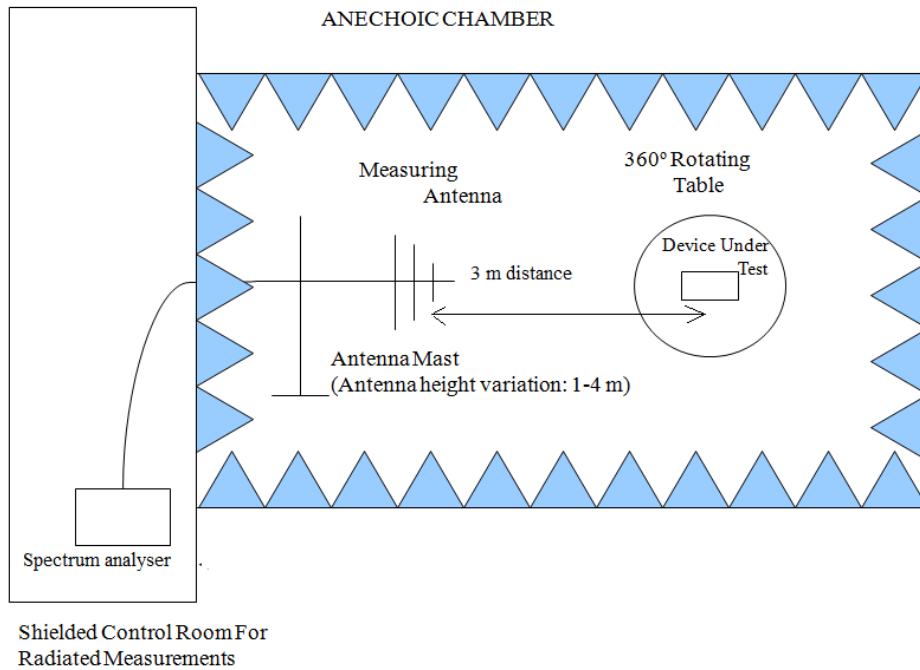 ANECHOIC CHAMBER
Measuring
Antenna
360° Rotating
Table
Device Under
Test
3 m distance
Antenna Mast
(Antenna height variation: 1-4 m)
Spectrum analyser
Shielded Control Room For
Radiated Measurements